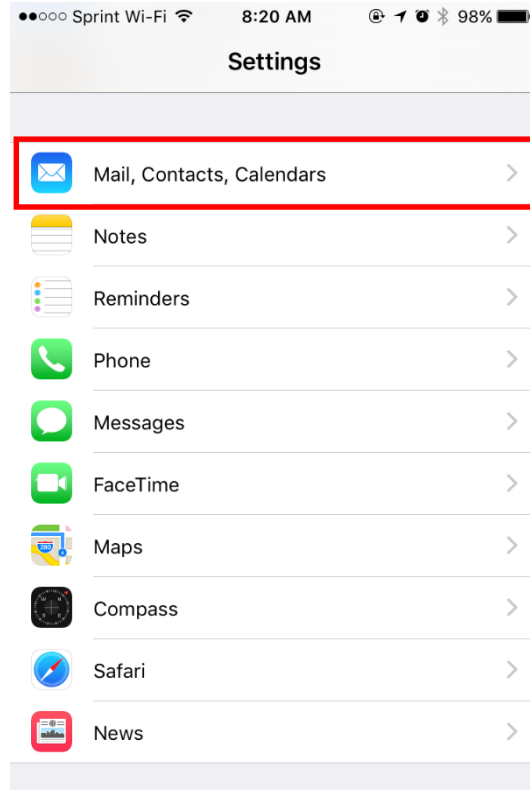 Sprint Wi-Fi 8:20 AM 98%
Settings
Mail, Contacts, Calendars
Notes
Reminders
Phone
Messages
FaceTime
Maps
Compass
Safari
News